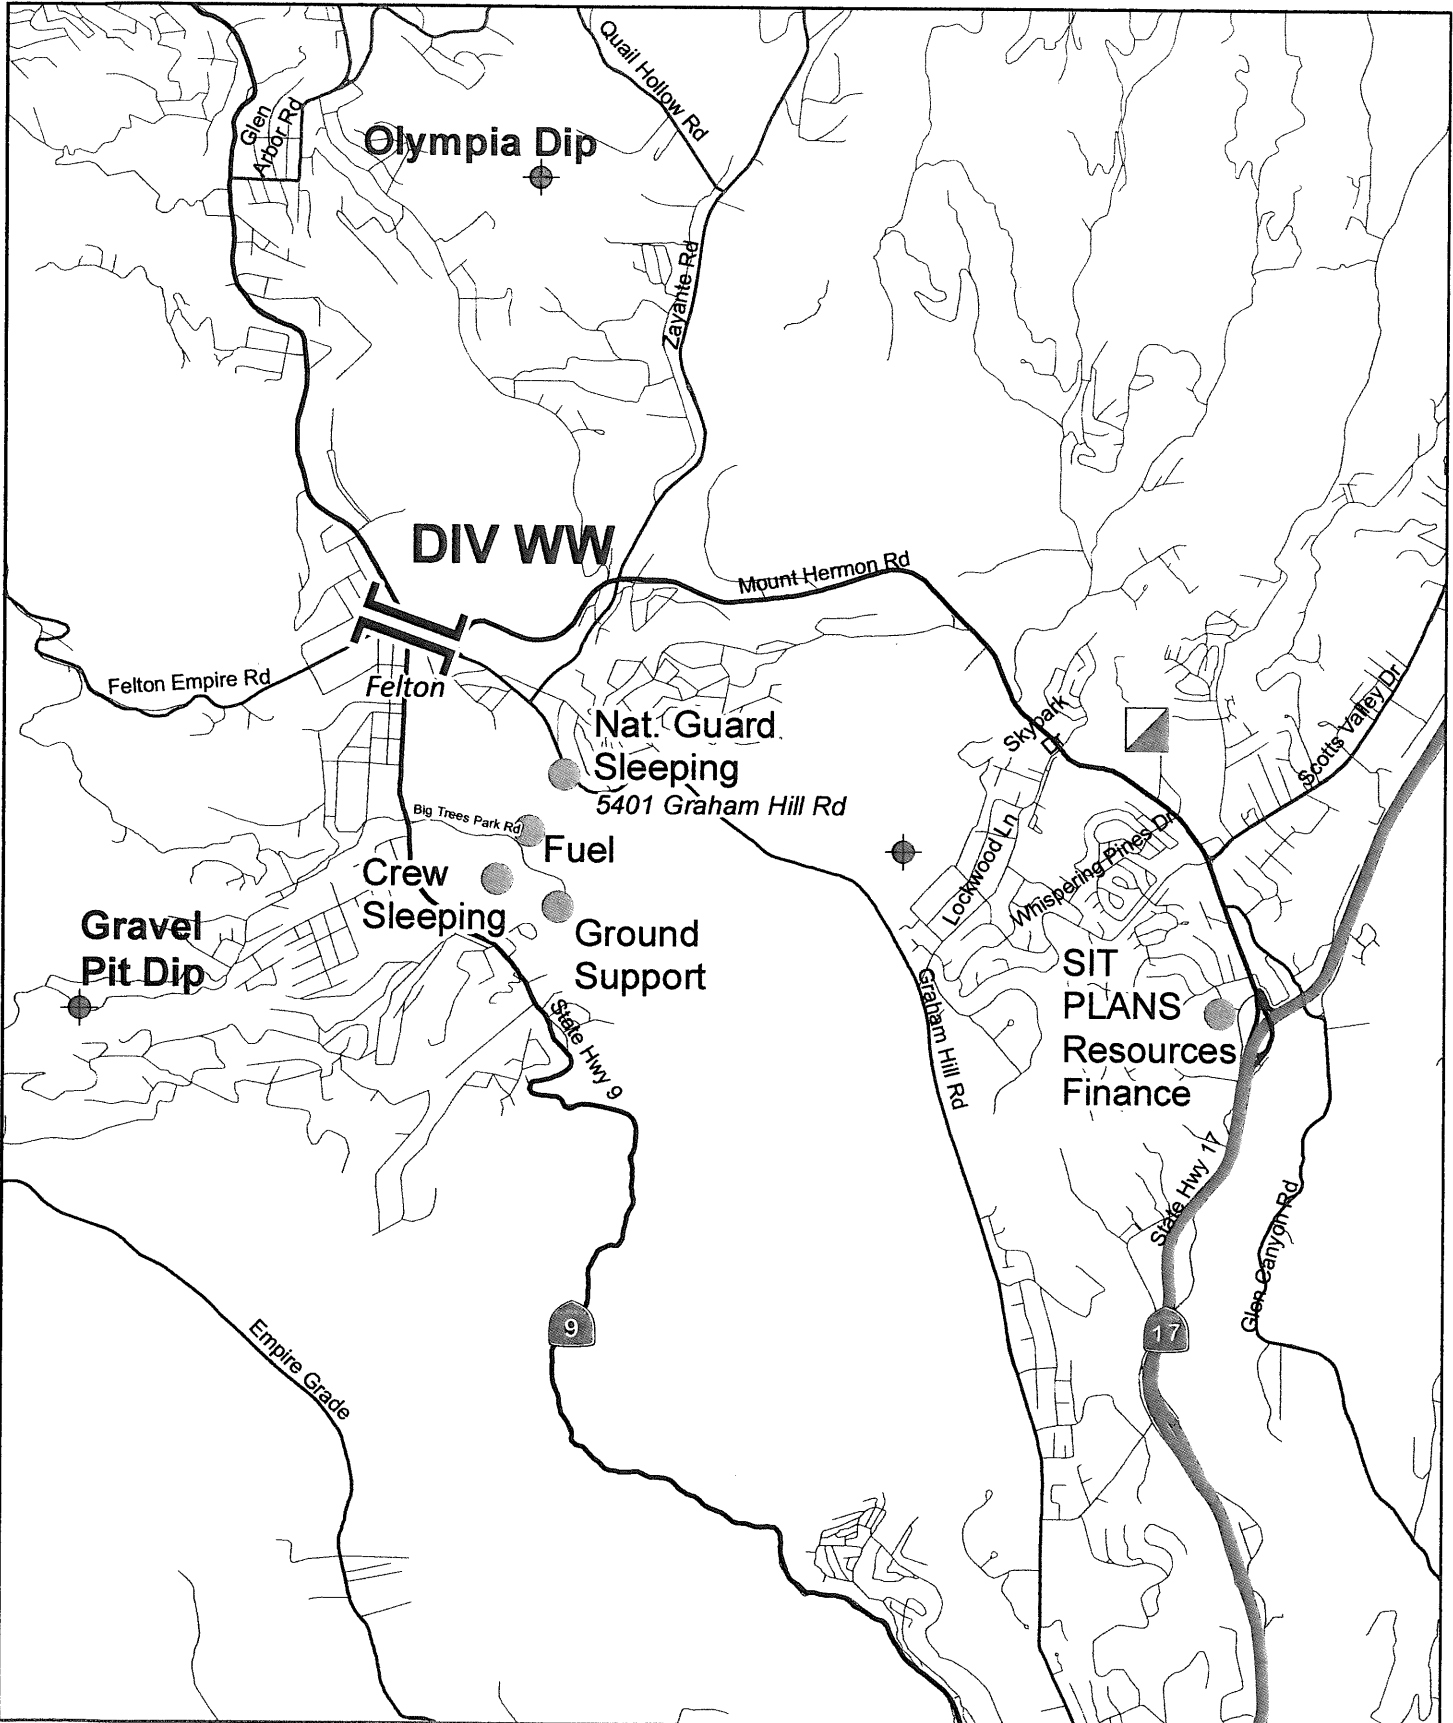 Quail Hollow Rd
Glen
Arbor Rd
Olympia Dip
Zayante Rd
DIV WW
Mount Hermon Rd
Felton Empire Rd
Felton
Nat. Guard
Sleeping
5401 Graham Hill Rd
Skypark
Dr
Scotts Valley Dr
Big Trees Park Rd
Fuel
Crew
Sleeping
Lockwood Ln
Whispering Pines Dr
Gravel
Pit Dip
Ground
Support
SIT
PLANS
Resources
Finance
Graham Hill Rd
State Hwy 9
State Hwy 17
Glen Canyon Rd
9
17
Empire Grade